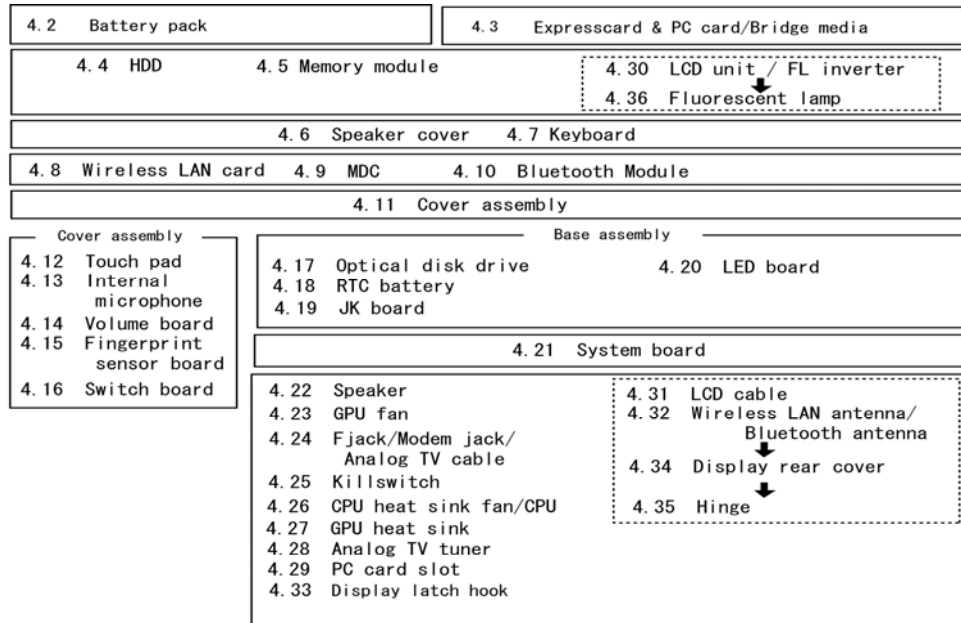 4.2 Battery pack
4.3 Expresscard & PC card/Bridge media
4.4 HDD
4.5 Memory module
4.30 LCD unit / FL inverter
4.36 Fluorescent lamp
4.6 Speaker cover 4.7 Keyboard
4.8 Wireless LAN card 4.9 MDC 4.10 Bluetooth Module
4.11 Cover assembly
Cover assembly
4.12 Touch pad
4.13 Internal
microphone
4.14 Volume board
4.15 Fingerprint
sensor board
4.16 Switch board
Base assembly
4.17 Optical disk drive
4.18 RTC battery
4.19 JK board
4.20 LED board
4.21 System board
4.22 Speaker
4.23 GPU fan
4.24 Fjack/Modem jack/
Analog TV cable
4.25 Killswitch
4.26 CPU heat sink fan/CPU
4.27 GPU heat sink
4.28 Analog TV tuner
4.29 PC card slot
4.33 Display latch hook
4.31 LCD cable
4.32 Wireless LAN antenna/
Bluetooth antenna
4.34 Display rear cover
4.35 Hinge